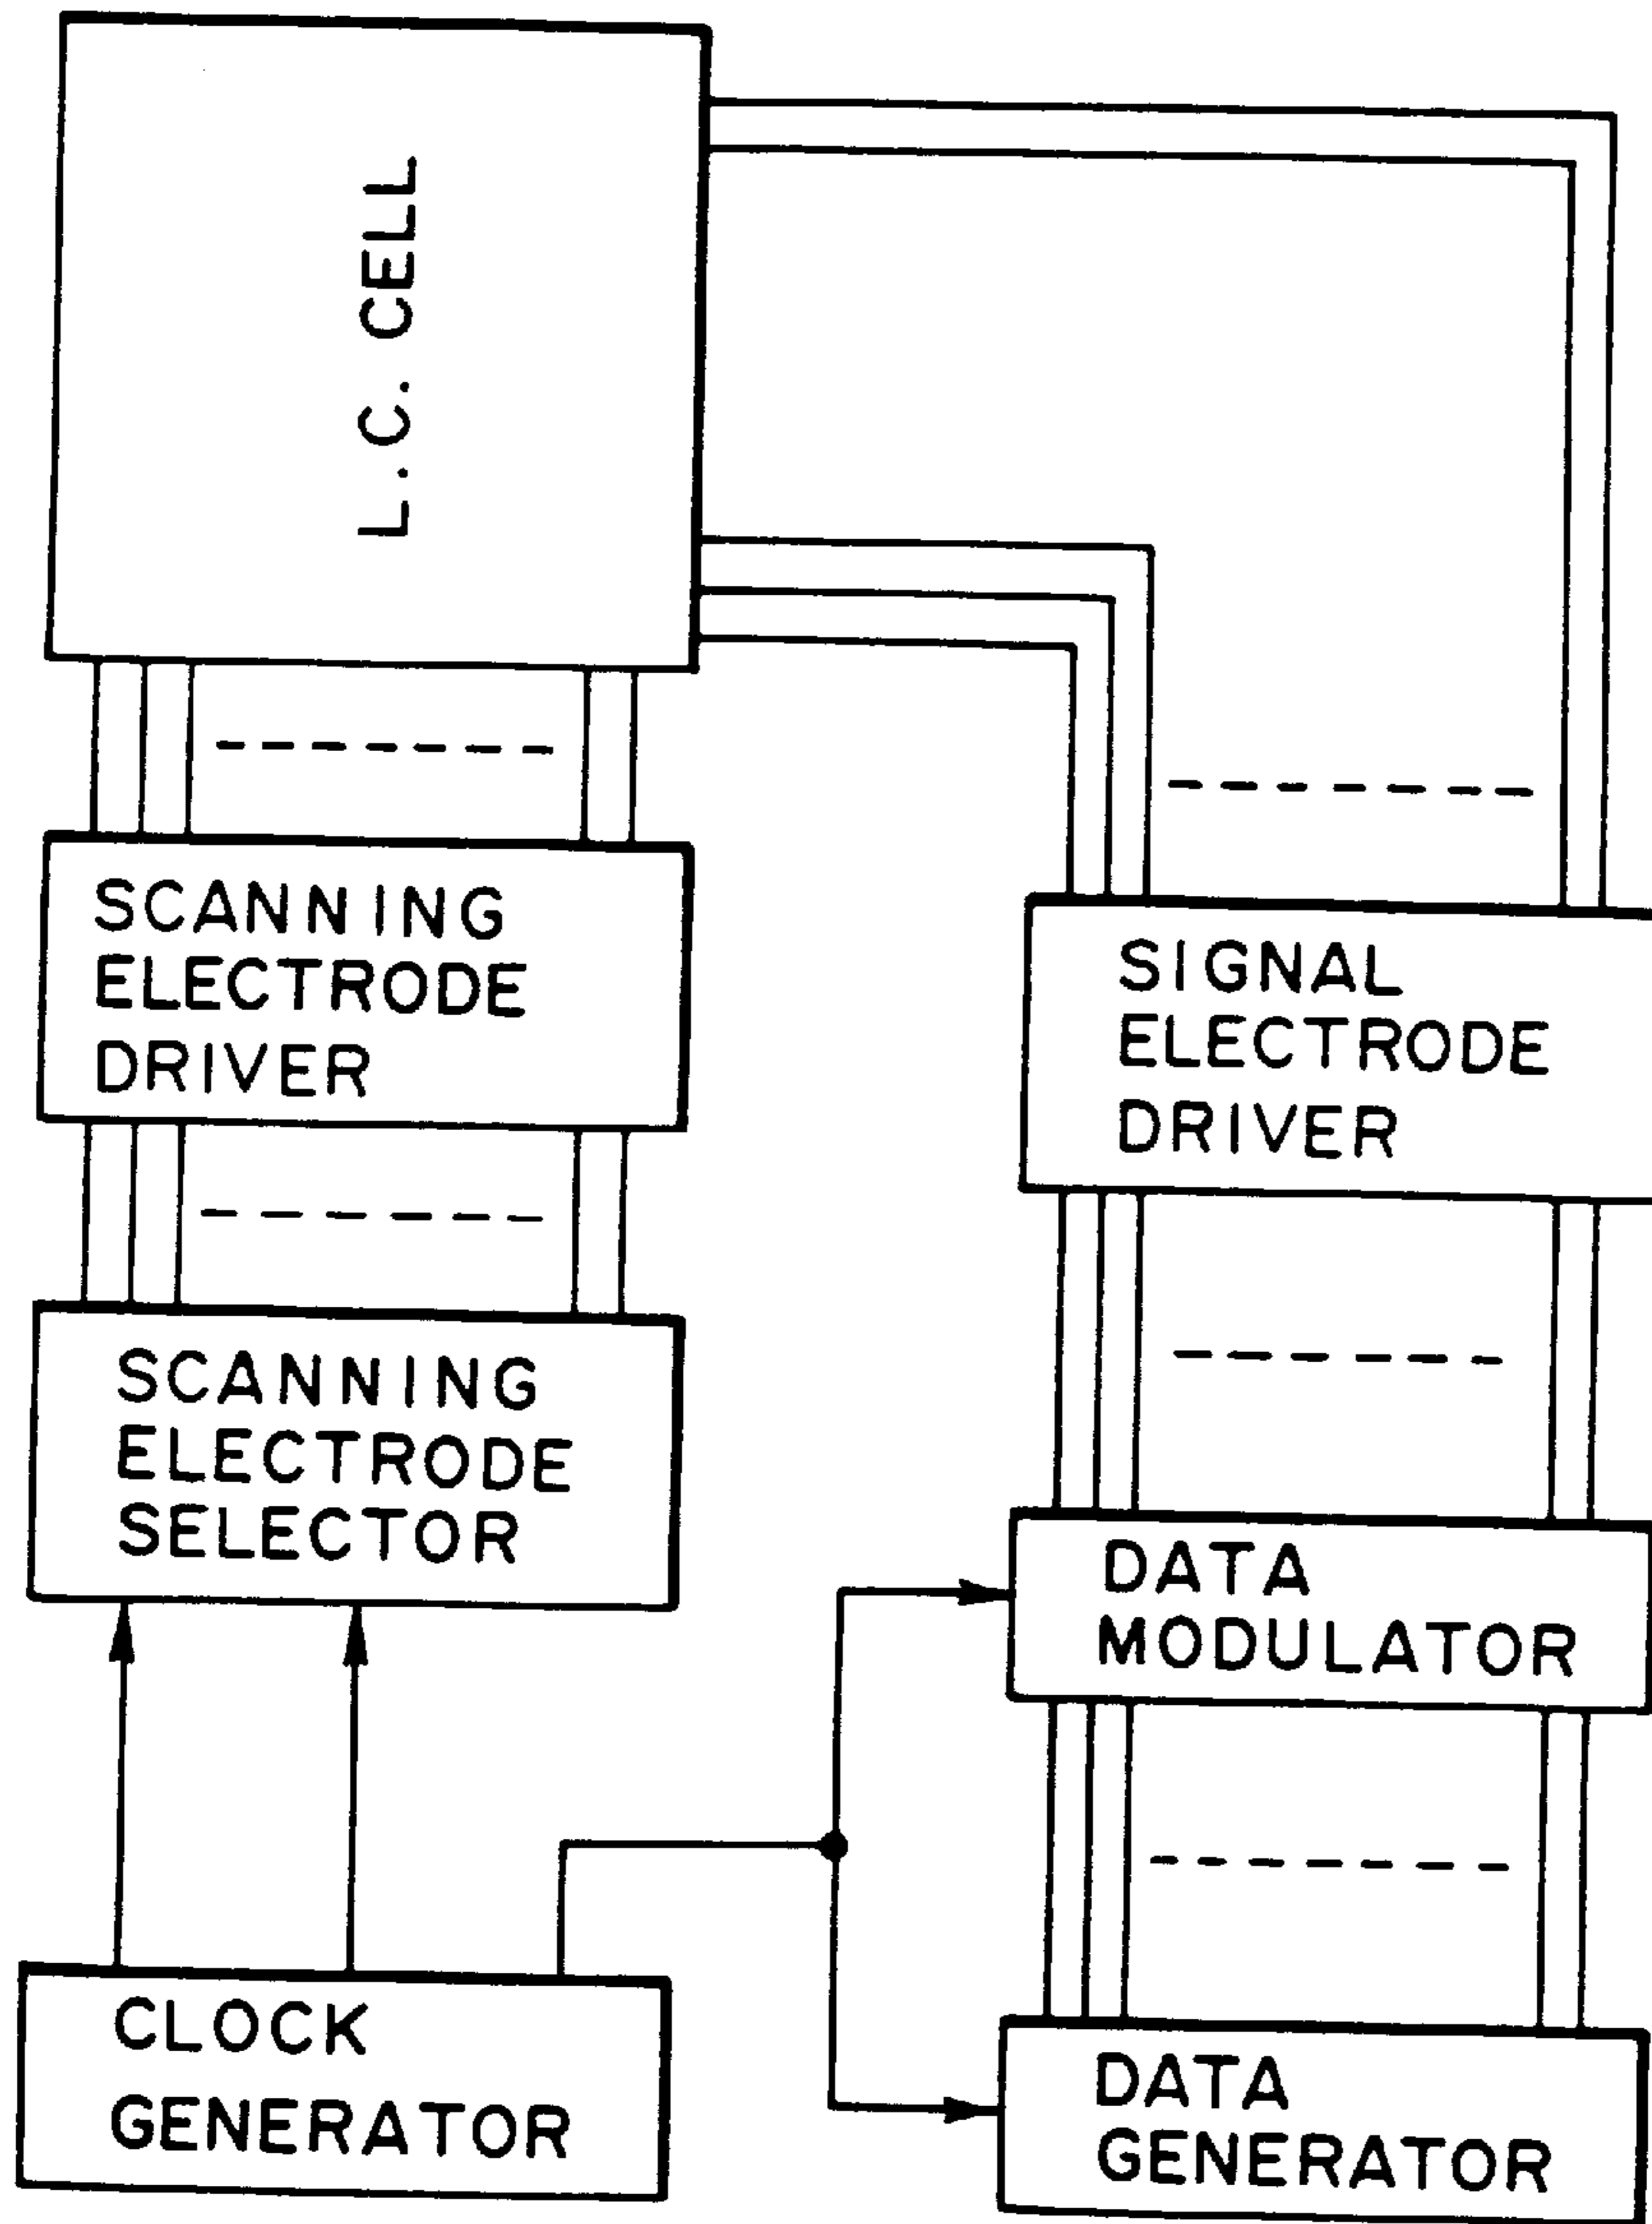 L.C. CELL
SCANNING
ELECTRODE
DRIVER
SIGNAL
ELECTRODE
DRIVER
SCANNING
ELECTRODE
SELECTOR
DATA
MODULATOR
CLOCK
GENERATOR
DATA
GENERATOR